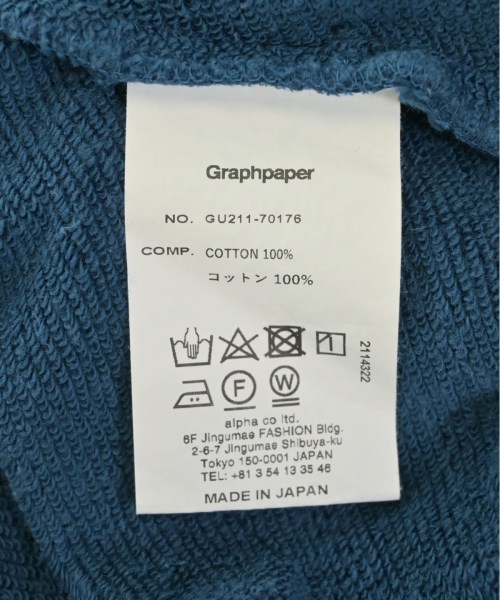 Graphpaper
NO. GU211-70176
COMP. COTTON 100%
コットン 100%
2114322
F
W
alpha co ltd.
6F Jingumae FASHION Bldg.
2-6-7 Jingumae Shibuya-ku
Tokyo 150-0001 JAPAN
TEL: +81 3 54 13 35 46
MADE IN JAPAN